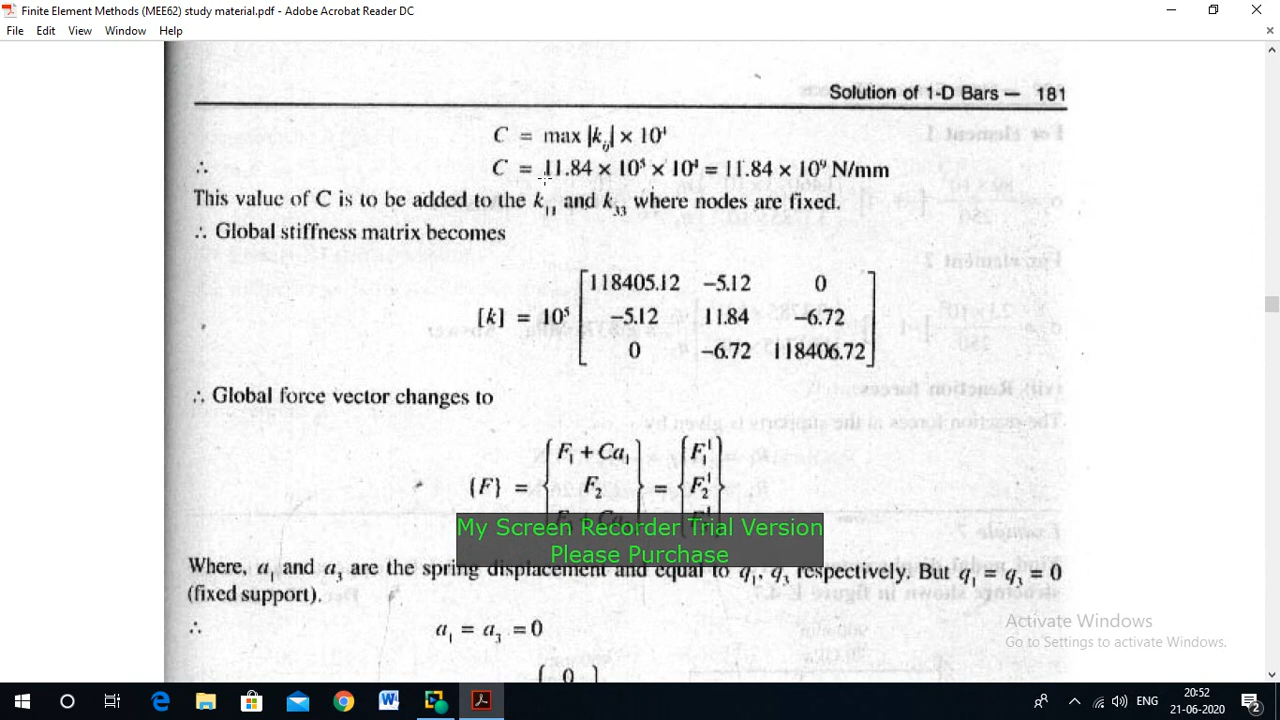 Finite Element Methods (MEE62) study material.pdf - Adobe Acrobat Reader DC
File Edit View Window Help
Solution of 1-D Bars — 181
C = max |kᵢⱼ| × 10⁴
∴ C = 11.84 × 10⁵ × 10⁴ = 11.84 × 10⁹ N/mm
This value of C is to be added to the k₁₁ and k₃₃ where nodes are fixed.
∴ Global stiffness matrix becomes
118405.12 −5.12 0
[k] = 10⁵ −5.12 11.84 −6.72
0 −6.72 118406.72
∴ Global force vector changes to
F₁ + Ca₁ F₁¹
{F} = F₂ = F₂¹
My Screen Recorder Trial Version
Please Purchase
Where, a₁ and a₃ are the spring displacement and equal to q₁, q₃ respectively. But q₁ = q₃ = 0
(fixed support).
∴ a₁ = a₃ = 0
0
Activate Windows
Go to Settings to activate Windows.
ENG
20:52
21-06-2020
2